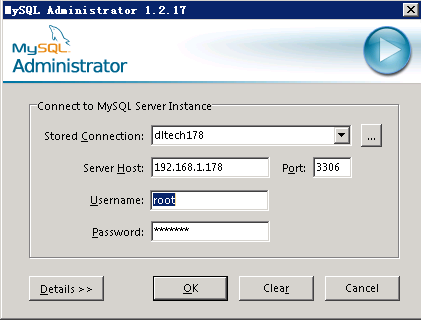 MySQL Administrator 1.2.17
MySQL
Administrator
Connect to MySQL Server Instance
Stored Connection: dltech178 ...
Server Host: 192.168.1.178 Port: 3306
Username: root
Password: *******
Details >> OK Clear Cancel